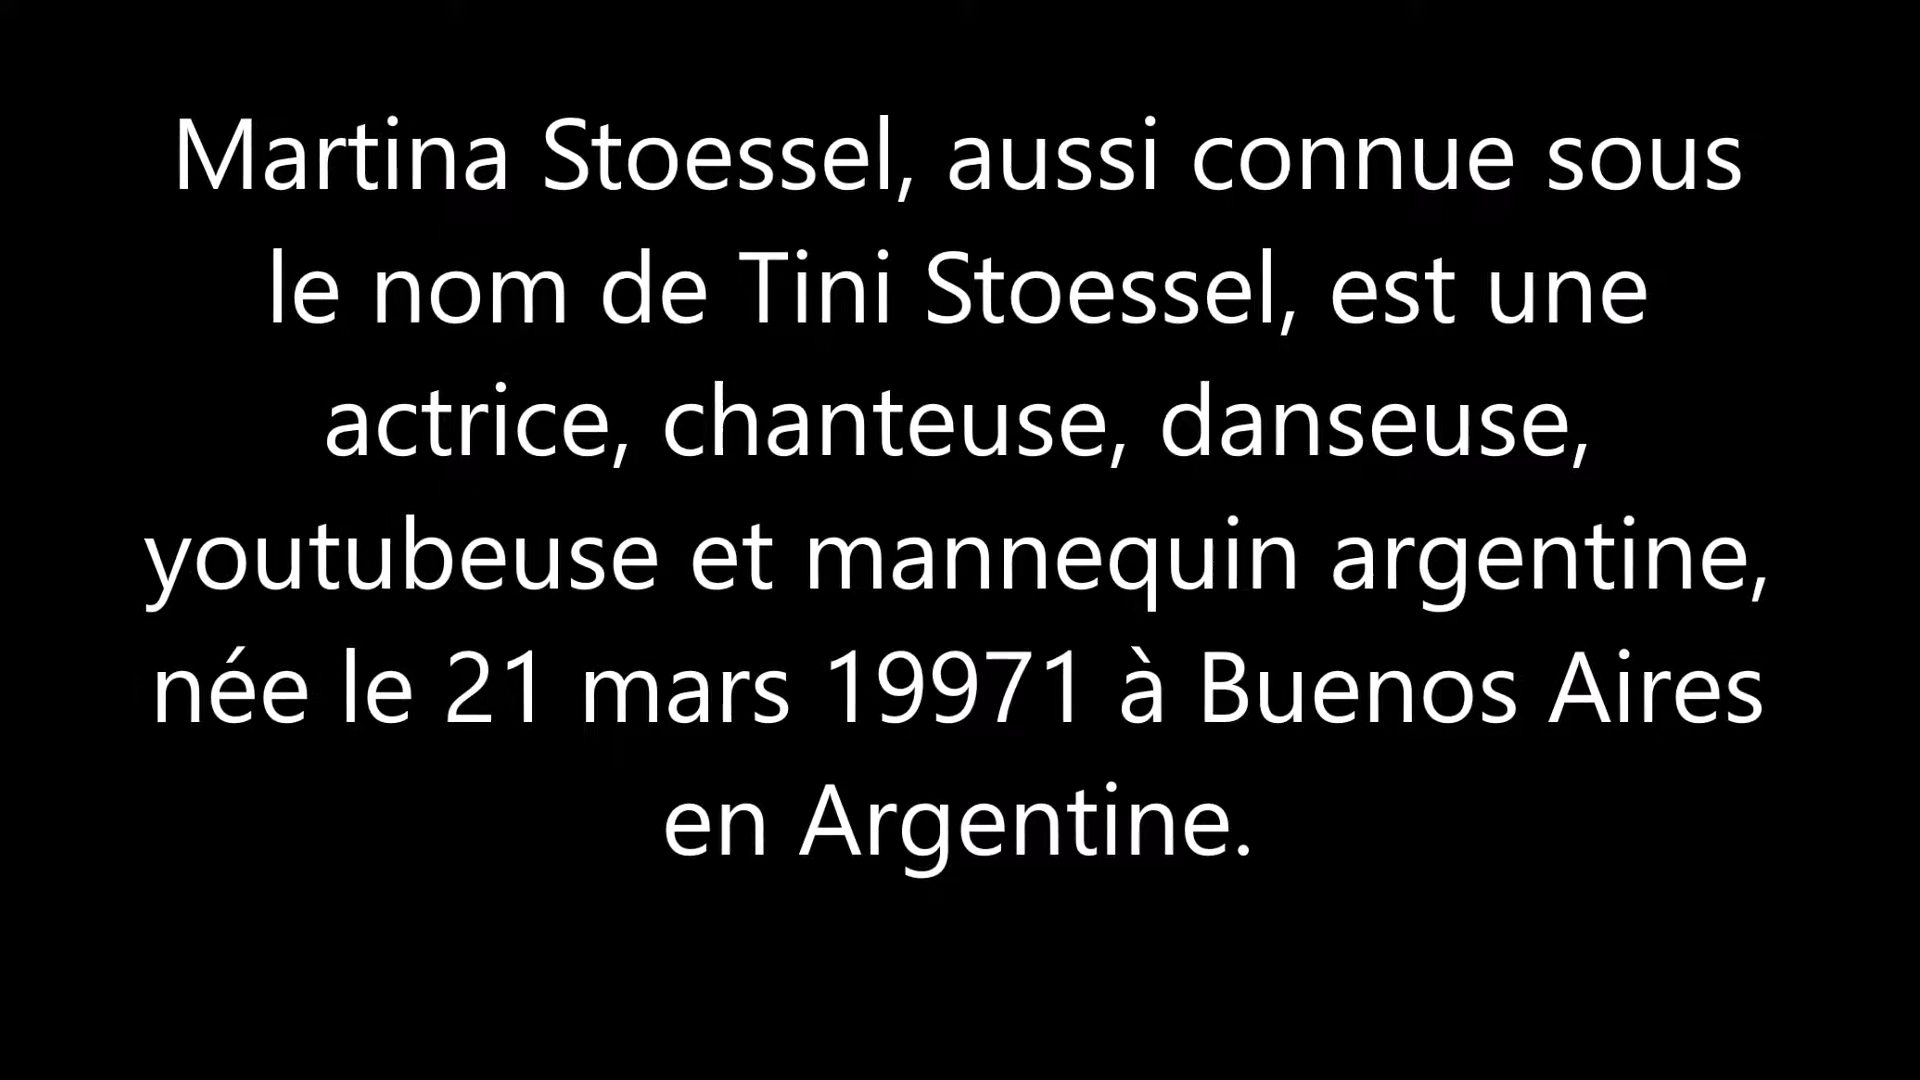 Martina Stoessel, aussi connue sous
le nom de Tini Stoessel, est une
actrice, chanteuse, danseuse,
youtubeuse et mannequin argentine,
née le 21 mars 19971 à Buenos Aires
en Argentine.